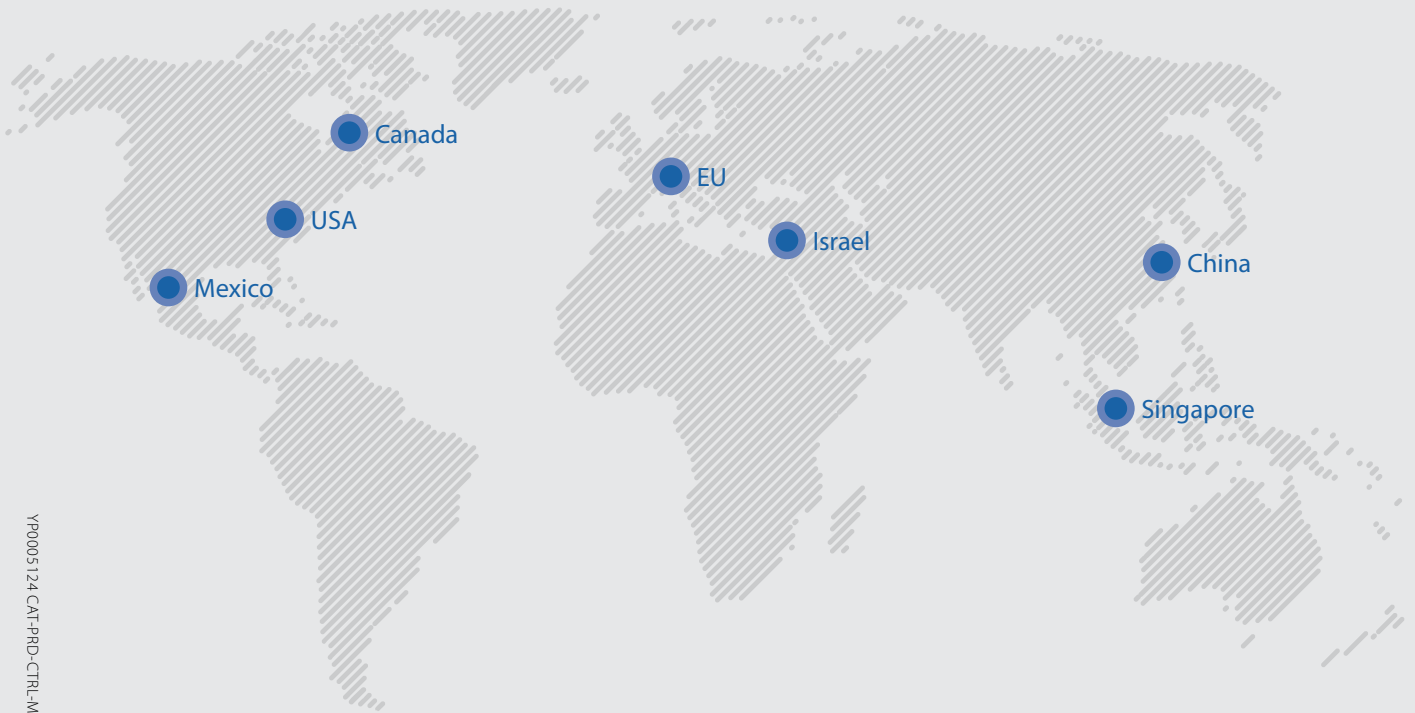 Canada
EU
USA
Israel
China
Mexico
Singapore
YP0005124 CAT-PRD-CTRL-M